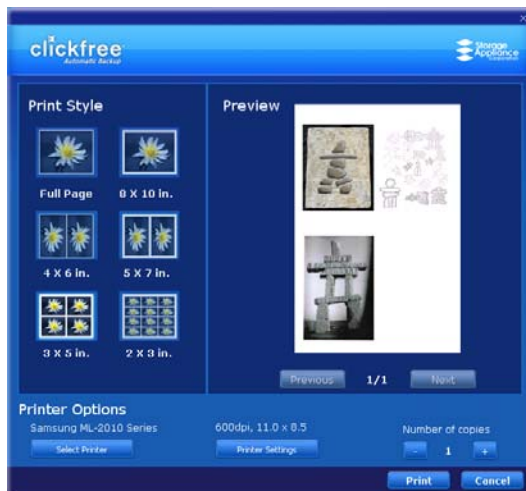 clickfree
Automatic Backup
Storage
Appliance
Corporation
Print Style
Full Page
8 X 10 in.
4 X 6 in.
5 X 7 in.
3 X 5 in.
2 X 3 in.
Preview
Previous
1/1
Next
Printer Options
Samsung ML-2010 Series
Select Printer
600dpi, 11.0 x 8.5
Printer Settings
Number of copies
-
1
+
Print
Cancel